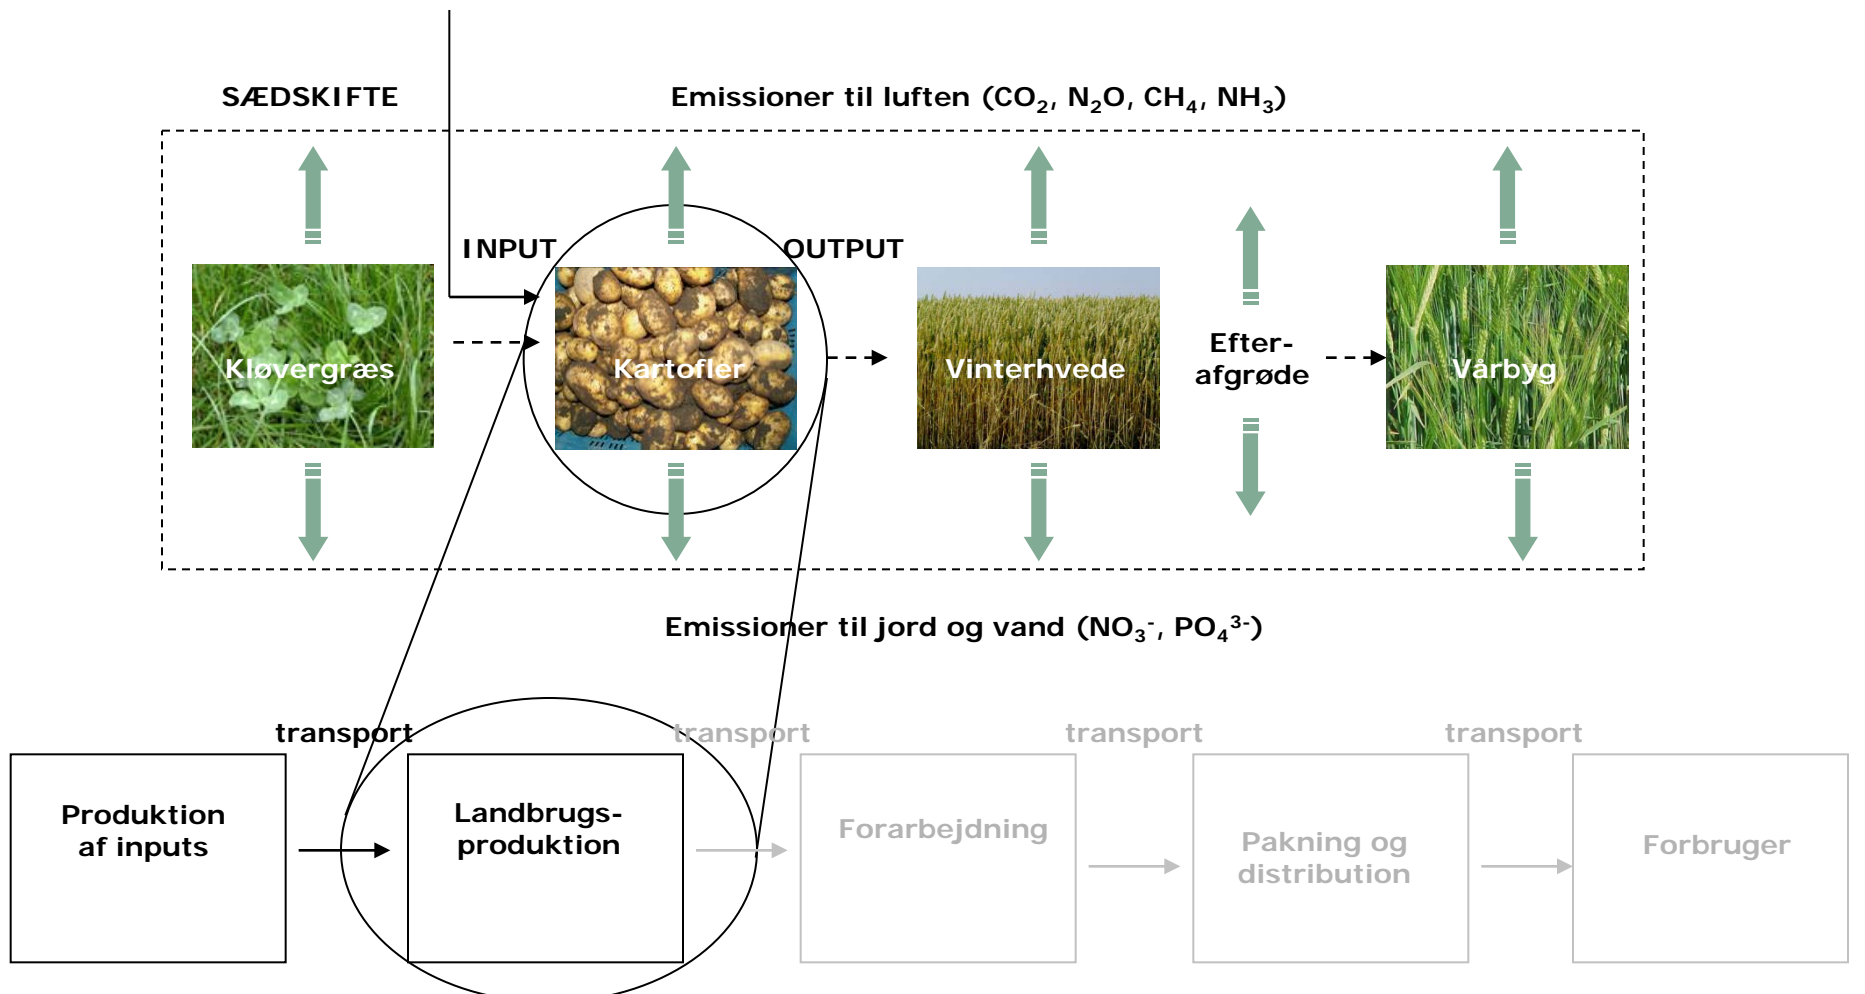 SÆDSKIFTE
Emissioner til luften (CO₂, N₂O, CH₄, NH₃)
INPUT
OUTPUT
Kløvergræs
Kartofler
Vinterhvede
Efter-
afgrøde
Vårbyg
Emissioner til jord og vand (NO₃⁻, PO₄³⁻)
transport
transport
transport
transport
Produktion
af inputs
Landbrugs-
produktion
Forarbejdning
Pakning og
distribution
Forbruger